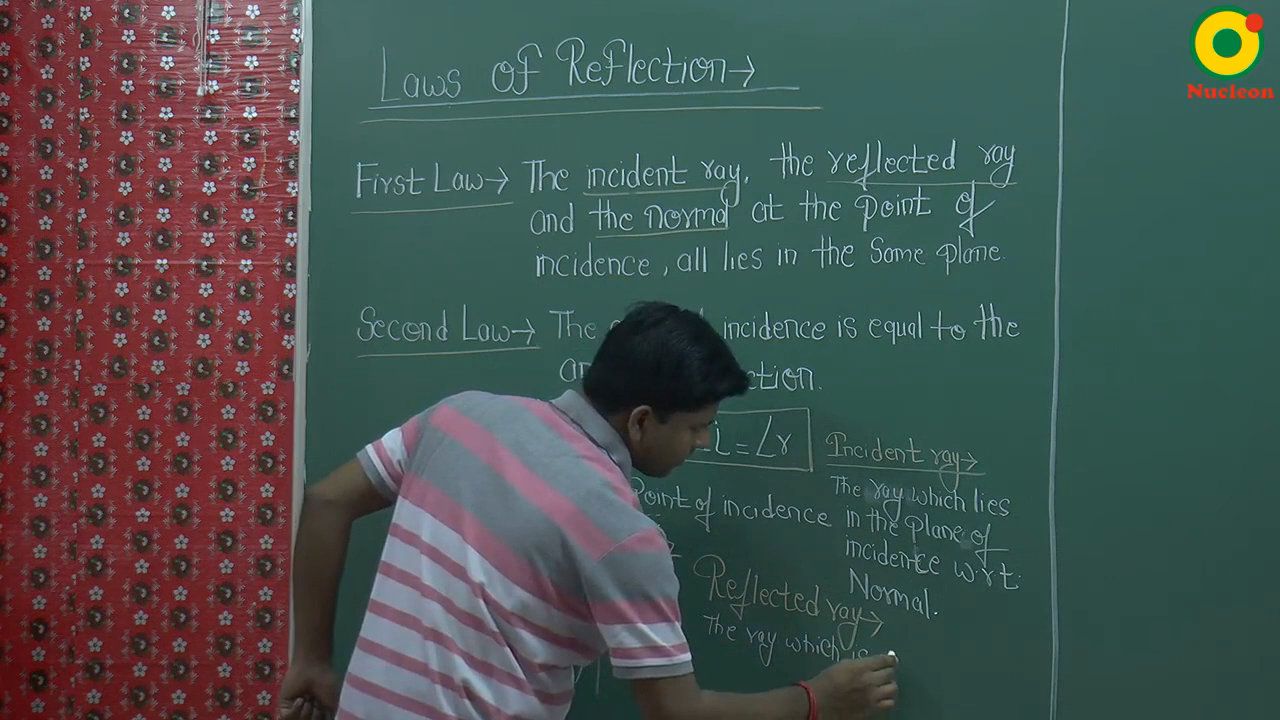 Laws of Reflection→
Nucleon
First Law→ The incident ray, the reflected ray
and the normal at the point of
incidence, all lies in the same plane.
Second Law→ The incidence is equal to the
ction.
i = ∠r
Incident ray→
The ray which lies
in the plane of
incidence w.r.t.
Normal.
Point of incidence
Reflected ray→
The ray which is